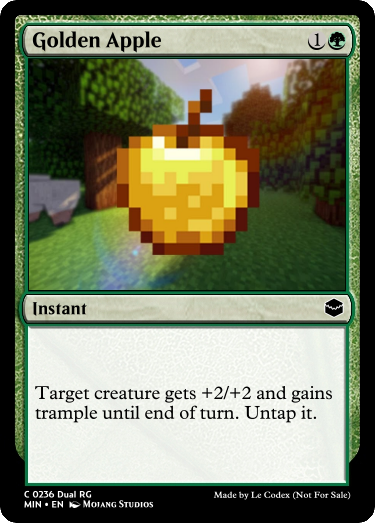 Golden Apple 1
Instant
Target creature gets +2/+2 and gains
trample until end of turn. Untap it.
C 0236 Dual RG
MIN • EN Mojang Studios
Made by Le Codex (Not For Sale)